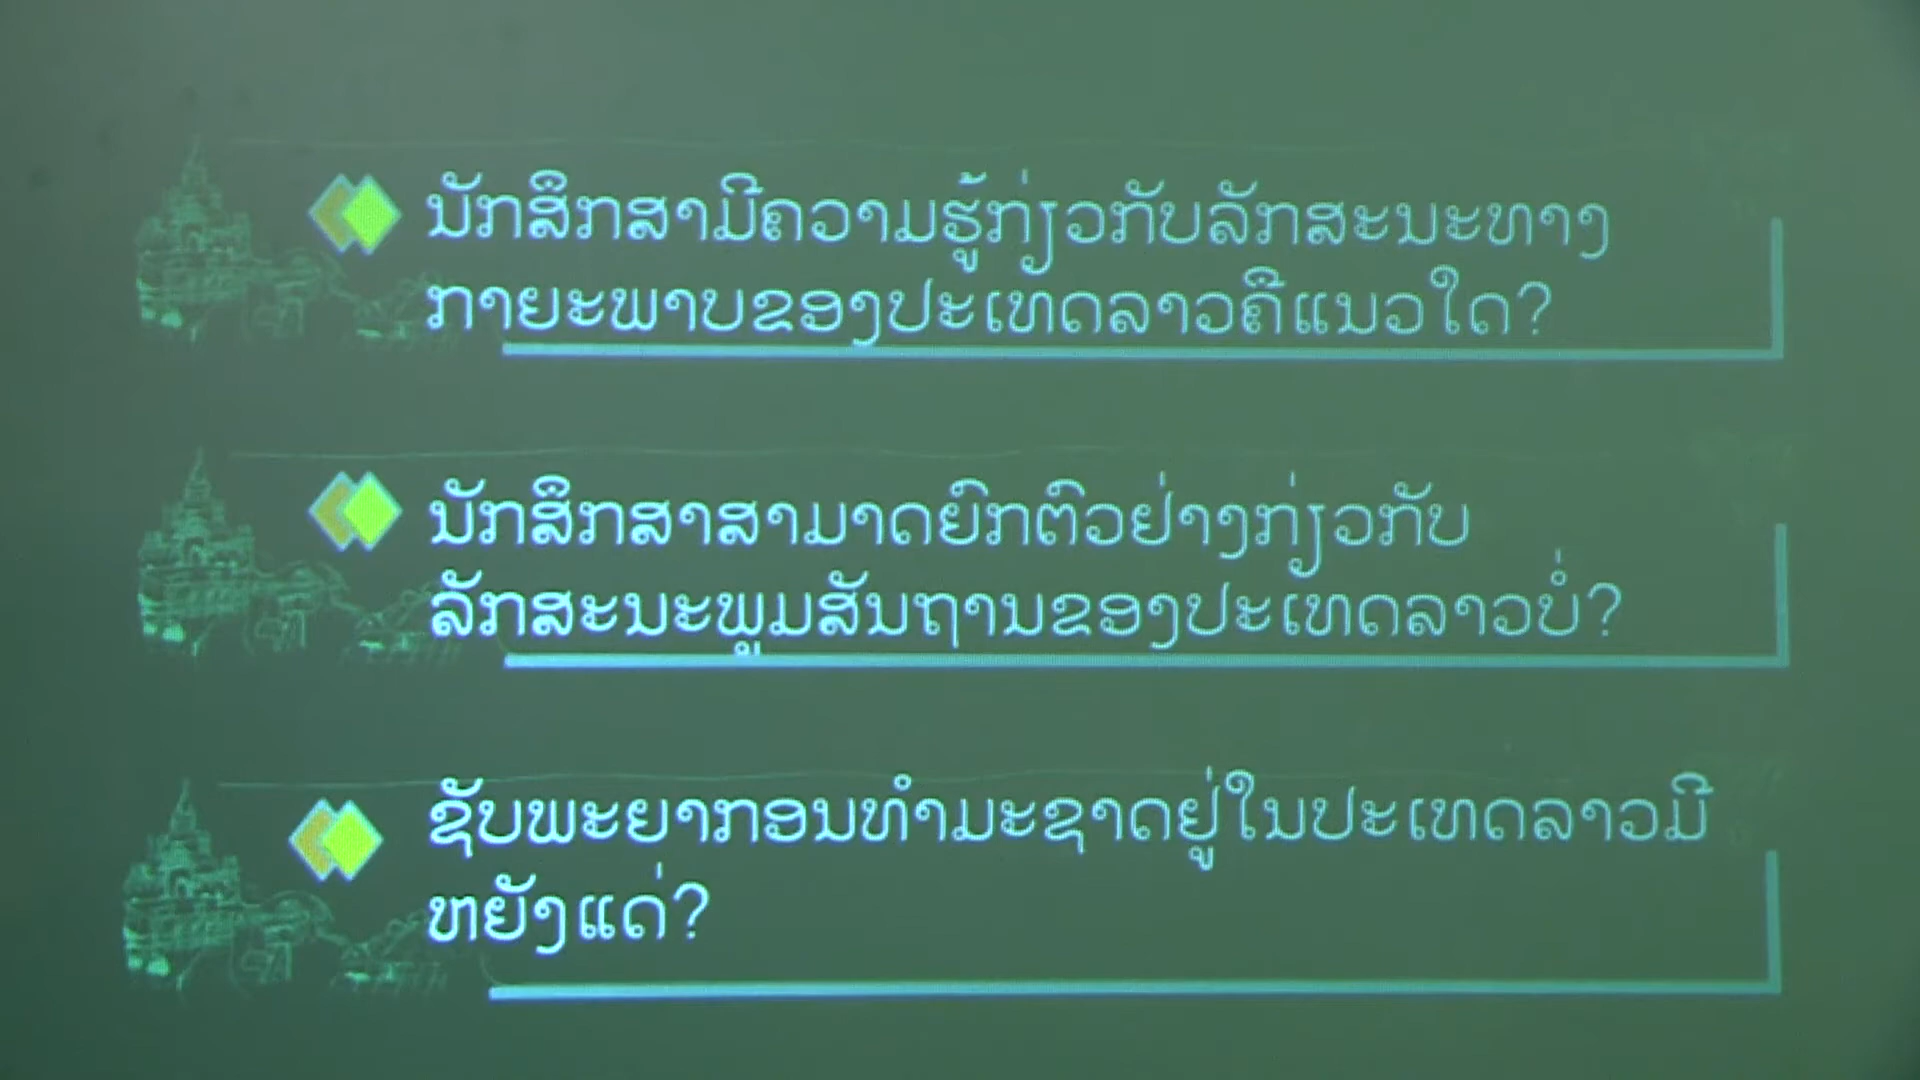 ນັກສຶກສາມີຄວາມຮູ້ກ່ຽວກັບລັກສະນະທາງ
ກາຍະພາບຂອງປະເທດລາວຄືແນວໃດ?
ນັກສຶກສາສາມາດຍົກຕົວຢ່າງກ່ຽວກັບ
ລັກສະນະພູມສັນຖານຂອງປະເທດລາວບໍ່?
ຊັບພະຍາກອນທຳມະຊາດຢູ່ໃນປະເທດລາວມີ
ຫຍັງແດ່?